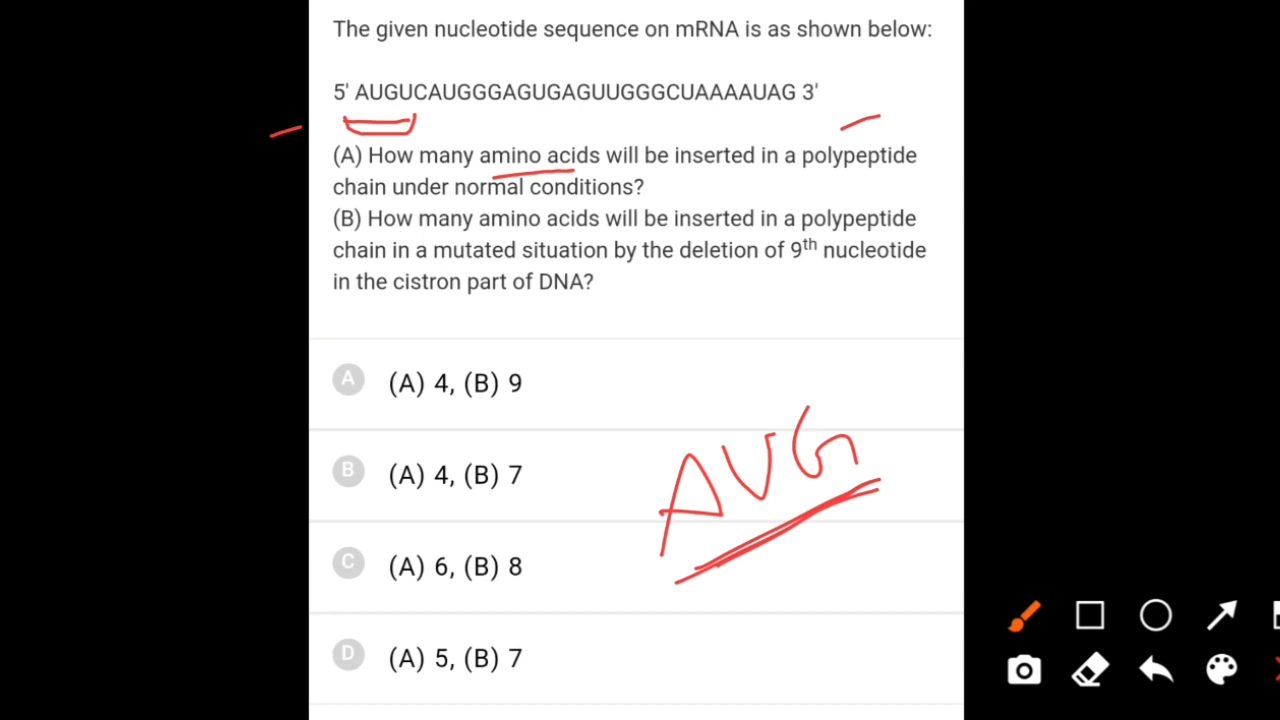 The given nucleotide sequence on mRNA is as shown below:
5' AUGUCAUGGGAGUGAGUUGGGCUAAAAUAG 3'
(A) How many amino acids will be inserted in a polypeptide
chain under normal conditions?
(B) How many amino acids will be inserted in a polypeptide
chain in a mutated situation by the deletion of 9th nucleotide
in the cistron part of DNA?
A (A) 4, (B) 9
B (A) 4, (B) 7
C (A) 6, (B) 8
D (A) 5, (B) 7
AUG